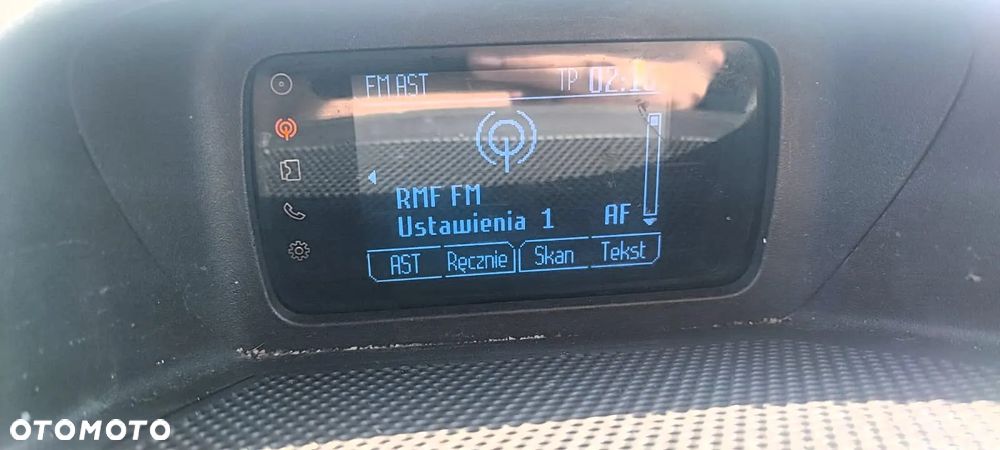 FM AST TP
RMF FM
Ustawienia 1 AF
AST Ręcznie Skan Tekst
OTOMOTO